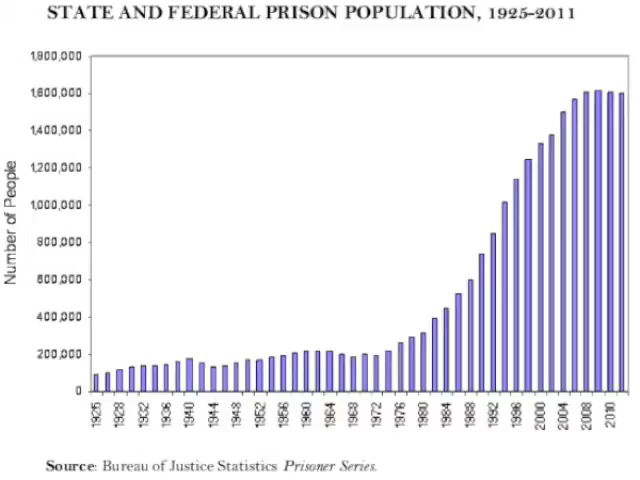 STATE AND FEDERAL PRISON POPULATION, 1925–2011
1,800,000
1,600,000
1,400,000
1,200,000
1,000,000
800,000
600,000
400,000
200,000
0
Number of People
1925 1928 1932 1936 1940 1944 1948 1952 1956 1960 1964 1968 1972 1976 1980 1984 1988 1992 1996 2000 2004 2008 2010
Source: Bureau of Justice Statistics Prisoner Series.